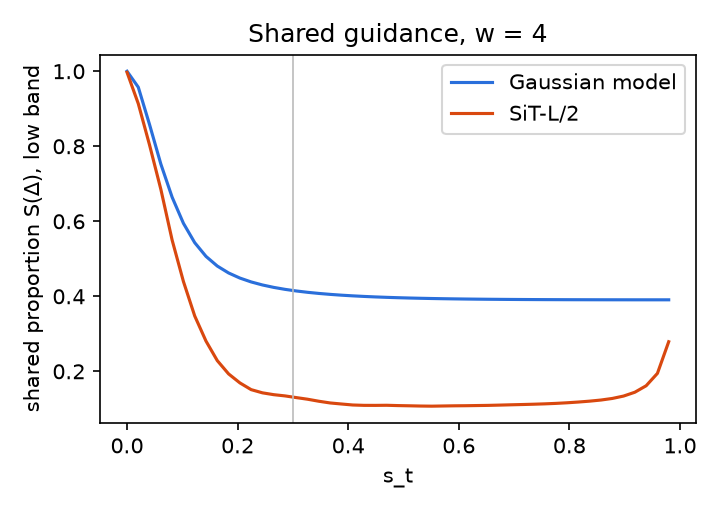 Shared guidance, w = 4
shared proportion S(Δ), low band
1.0
0.8
0.6
0.4
0.2
Gaussian model
SiT-L/2
0.0
0.2
0.4
0.6
0.8
1.0
s_t